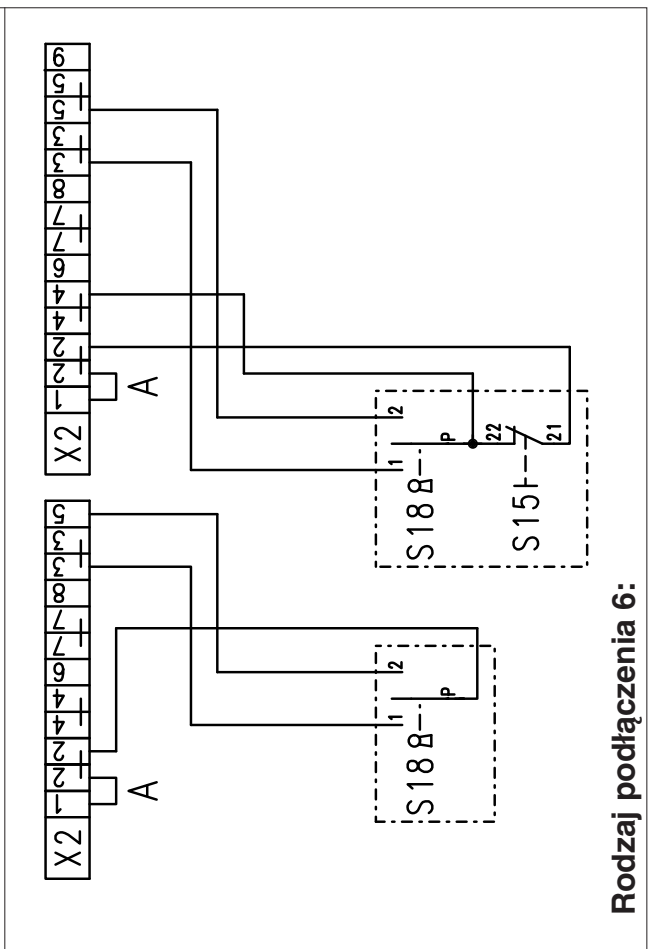 X2 1 2 2 4 4 6 7 7 8 3 3 5
A
1 2
S18
P
X2 1 2 2 4 4 6 7 7 8 3 3 5 5 9
A
1 2
S18
P
22
S15
21
Rodzaj podłączenia 6: